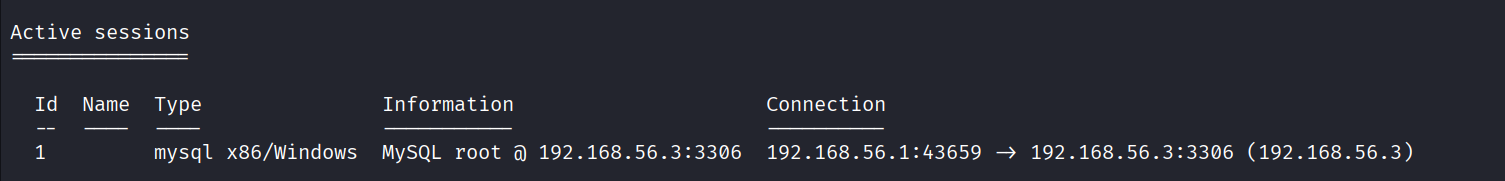 Active sessions
===============
Id  Name  Type  Information  Connection
--  ----  ----  -----------  ----------
1  mysql x86/Windows  MySQL root @ 192.168.56.3:3306  192.168.56.1:43659 -> 192.168.56.3:3306 (192.168.56.3)